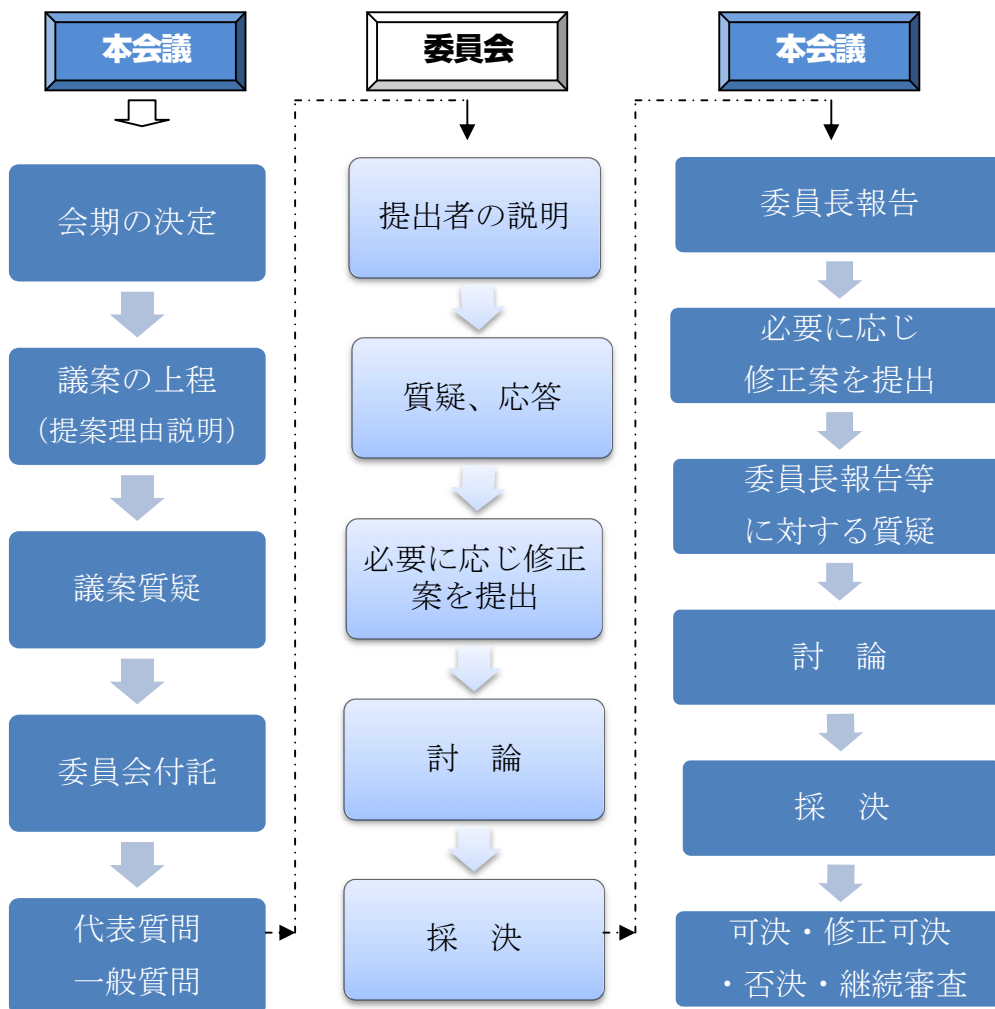 本会議
会期の決定
議案の上程
（提案理由説明）
議案質疑
委員会付託
代表質問
一般質問
委員会
提出者の説明
質疑、応答
必要に応じ修正
案を提出
討　論
採　決
本会議
委員長報告
必要に応じ
修正案を提出
委員長報告等
に対する質疑
討　論
採　決
可決・修正可決
・否決・継続審査